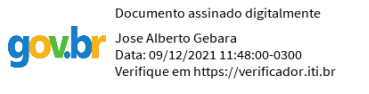 Documento assinado digitalmente
gov.br
Jose Alberto Gebara
Data: 09/12/2021 11:48:00-0300
Verifique em https://verificador.iti.br